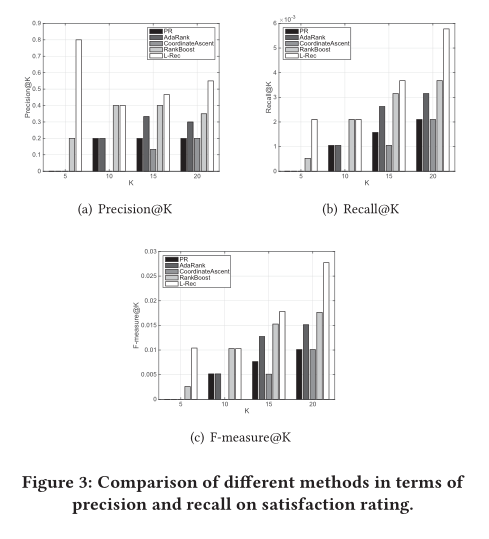 0.9
0.8
0.7
0.6
0.5
0.4
0.3
0.2
0.1
0
Precision@K
PR
AdaRank
CoordinateAscent
RankBoost
L-Rec
5 10 15 20
K
(a) Precision@K
×10⁻³
6
5
4
3
2
1
0
Recall@K
PR
AdaRank
CoordinateAscent
RankBoost
L-Rec
5 10 15 20
K
(b) Recall@K
0.03
0.025
0.02
0.015
0.01
0.005
0
F-measure@K
PR
AdaRank
CoordinateAscent
RankBoost
L-Rec
5 10 15 20
K
(c) F-measure@K
Figure 3: Comparison of different methods in terms of
precision and recall on satisfaction rating.